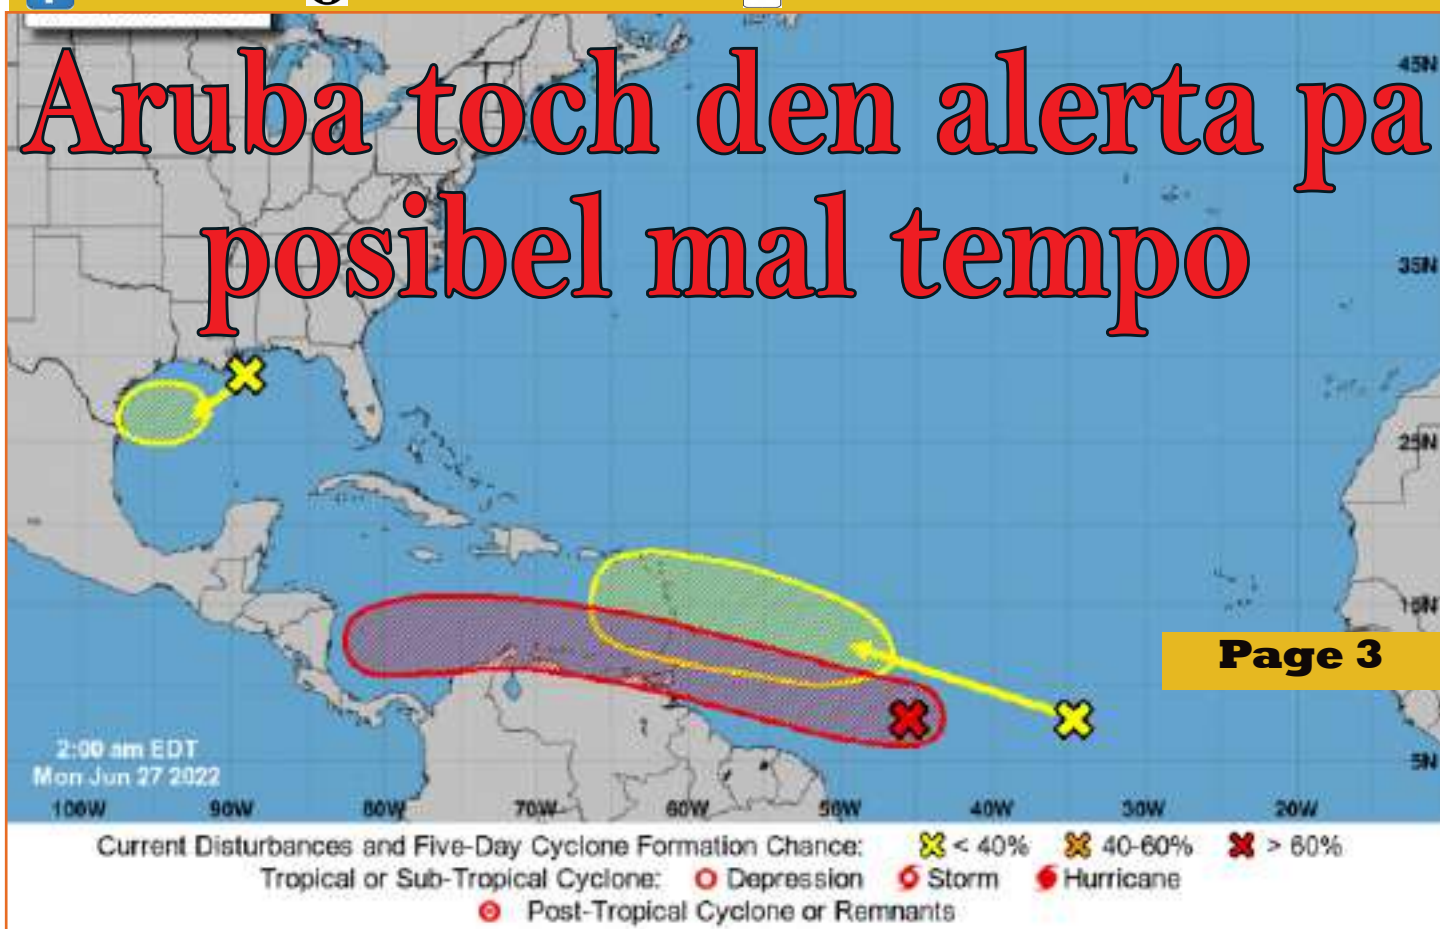 Aruba toch den alerta pa
posibel mal tempo
45N
35N
25N
15N
Page 3
5N
2:00 am EDT
Mon Jun 27 2022
100W 90W 80W 70W 60W 50W 40W 30W 20W
Current Disturbances and Five-Day Cyclone Formation Chance: < 40% 40-60% > 60%
Tropical or Sub-Tropical Cyclone: Depression Storm Hurricane
Post-Tropical Cyclone or Remnants